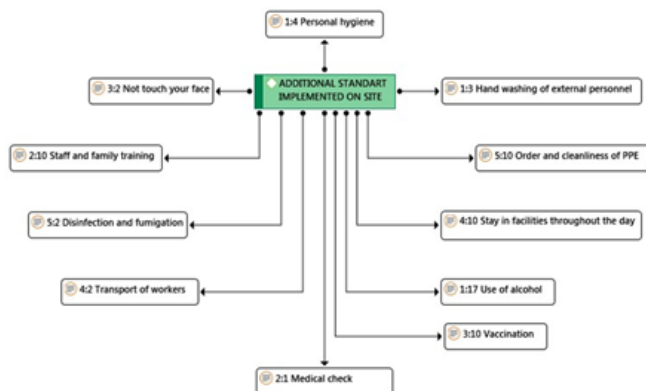 1:4 Personal hygiene
3:2 Not touch your face
ADDITIONAL STANDART
IMPLEMENTED ON SITE
1:3 Hand washing of external personnel
2:10 Staff and family training
5:10 Order and cleanliness of PPE
5:2 Disinfection and fumigation
4:10 Stay in facilities throughout the day
4:2 Transport of workers
1:17 Use of alcohol
3:10 Vaccination
2:1 Medical check